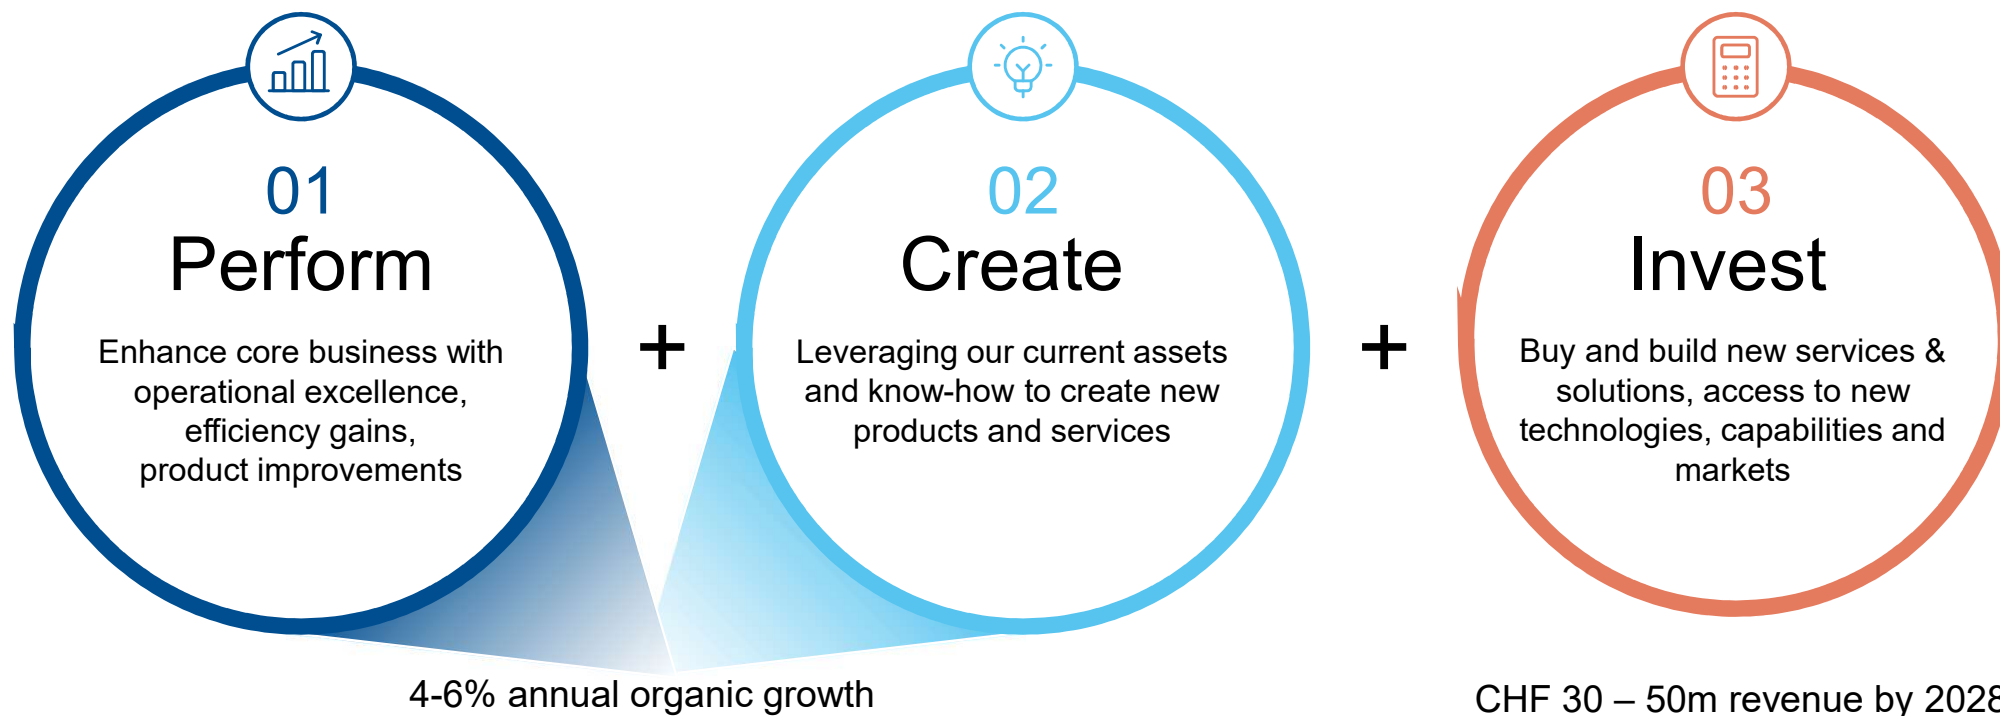 01
Perform
Enhance core business with
operational excellence,
efficiency gains,
product improvements
+
02
Create
Leveraging our current assets
and know-how to create new
products and services
+
03
Invest
Buy and build new services &
solutions, access to new
technologies, capabilities and
markets
4-6% annual organic growth
CHF 30 – 50m revenue by 2028